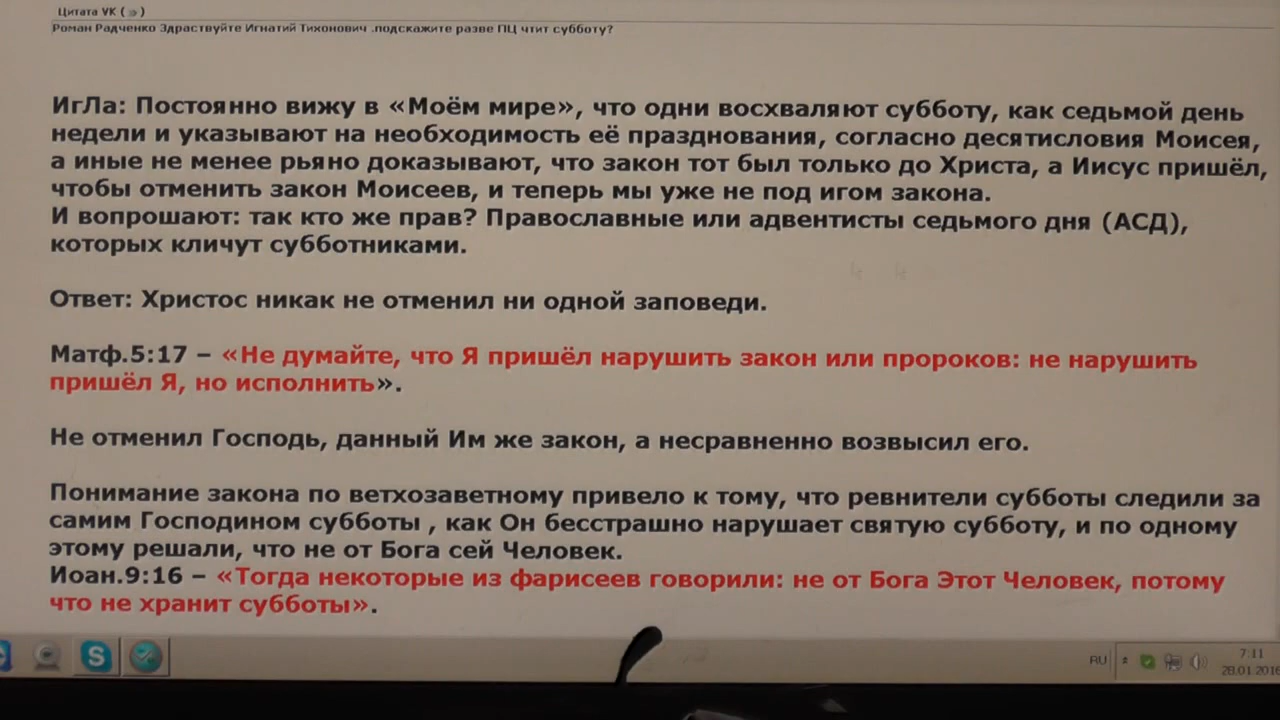 Цитата VK ( » )
Роман Радченко Здраствуйте Игнатий Тихонович .подскажите разве ПЦ чтит субботу?
ИгЛа: Постоянно вижу в «Моём мире», что одни восхваляют субботу, как седьмой день
недели и указывают на необходимость её празднования, согласно десятисловия Моисея,
а иные не менее рьяно доказывают, что закон тот был только до Христа, а Иисус пришёл,
чтобы отменить закон Моисеев, и теперь мы уже не под игом закона.
И вопрошают: так кто же прав? Православные или адвентисты седьмого дня (АСД),
которых кличут субботниками.
Ответ: Христос никак не отменил ни одной заповеди.
Матф.5:17 – «Не думайте, что Я пришёл нарушить закон или пророков: не нарушить
пришёл Я, но исполнить».
Не отменил Господь, данный Им же закон, а несравненно возвысил его.
Понимание закона по ветхозаветному привело к тому, что ревнители субботы следили за
самим Господином субботы , как Он бесстрашно нарушает святую субботу, и по одному
этому решали, что не от Бога сей Человек.
Иоан.9:16 – «Тогда некоторые из фарисеев говорили: не от Бога Этот Человек, потому
что не хранит субботы».
RU 7:11
28.01.2016